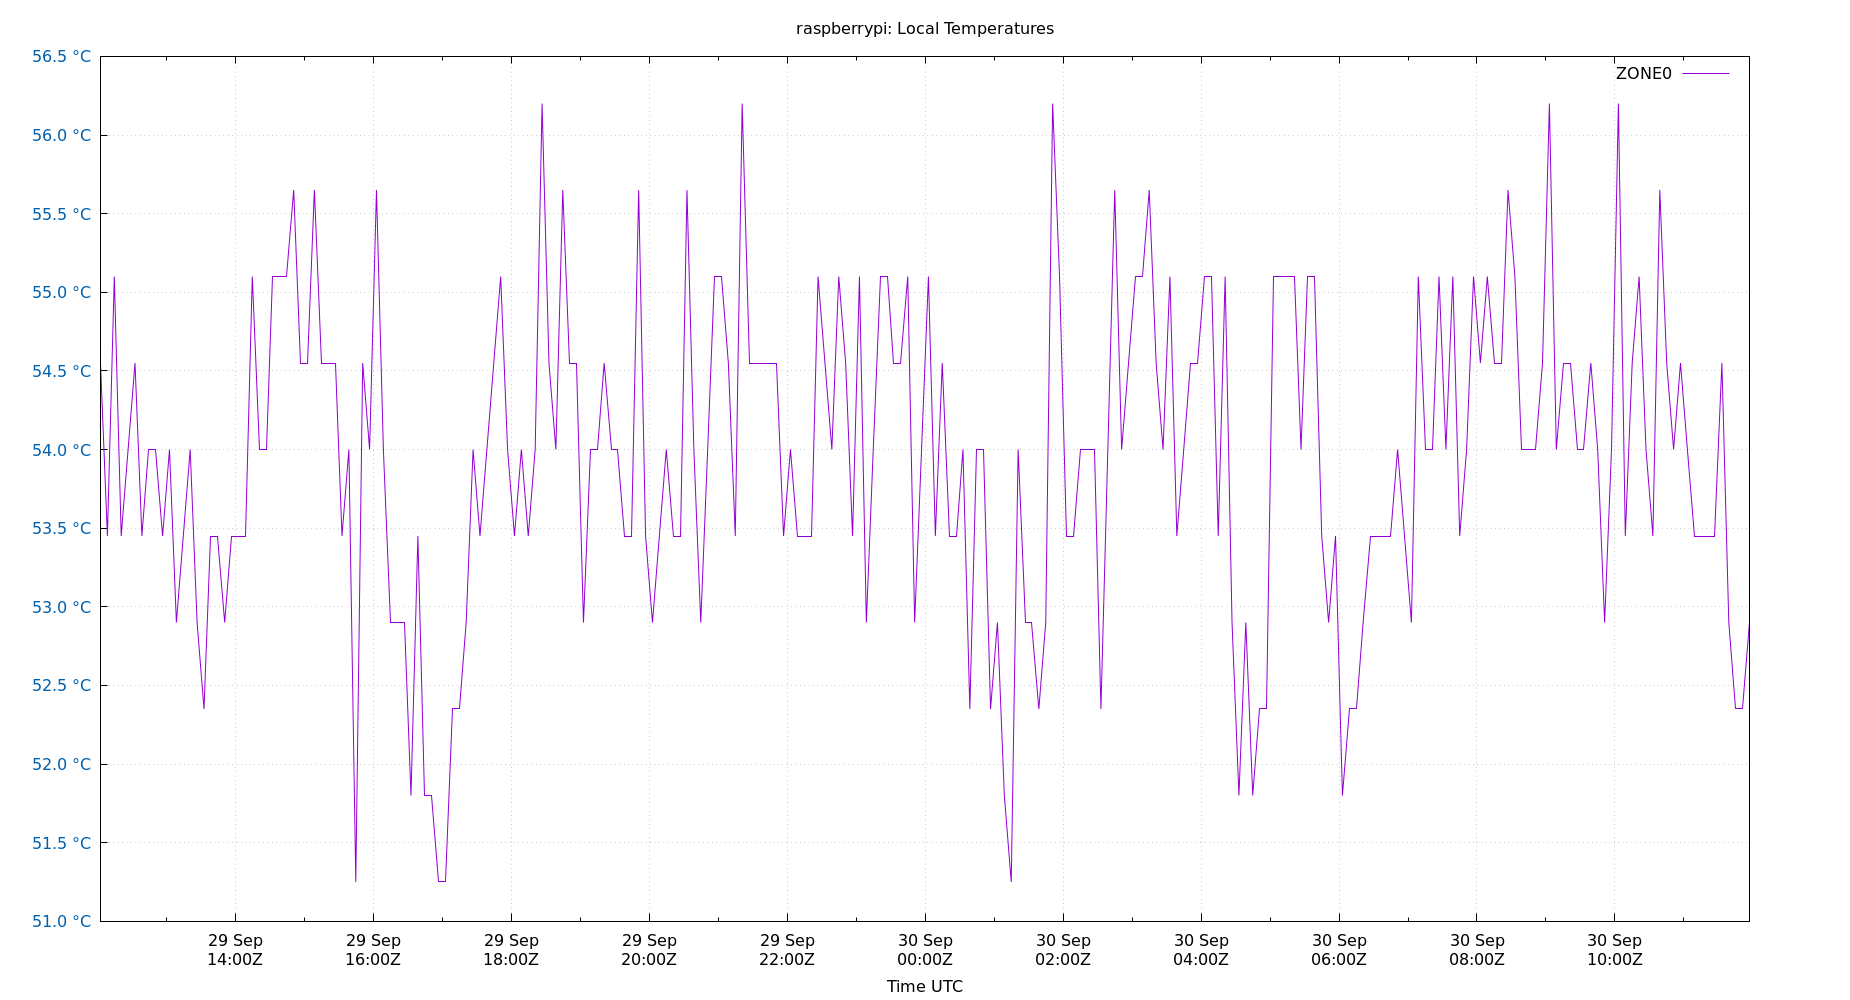 raspberrypi: Local Temperatures
56.5 °C
ZONE0
56.0 °C
55.5 °C
55.0 °C
54.5 °C
54.0 °C
53.5 °C
53.0 °C
52.5 °C
52.0 °C
51.5 °C
51.0 °C
29 Sep
14:00Z
29 Sep
16:00Z
29 Sep
18:00Z
29 Sep
20:00Z
29 Sep
22:00Z
30 Sep
00:00Z
30 Sep
02:00Z
30 Sep
04:00Z
30 Sep
06:00Z
30 Sep
08:00Z
30 Sep
10:00Z
Time UTC